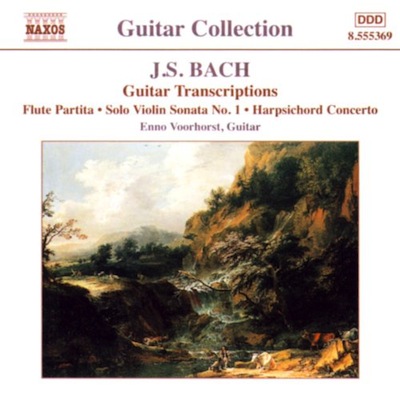 NAXOS
Guitar Collection
DDD
8.555369
J.S. BACH
Guitar Transcriptions
Flute Partita • Solo Violin Sonata No. 1 • Harpsichord Concerto
Enno Voorhorst, Guitar